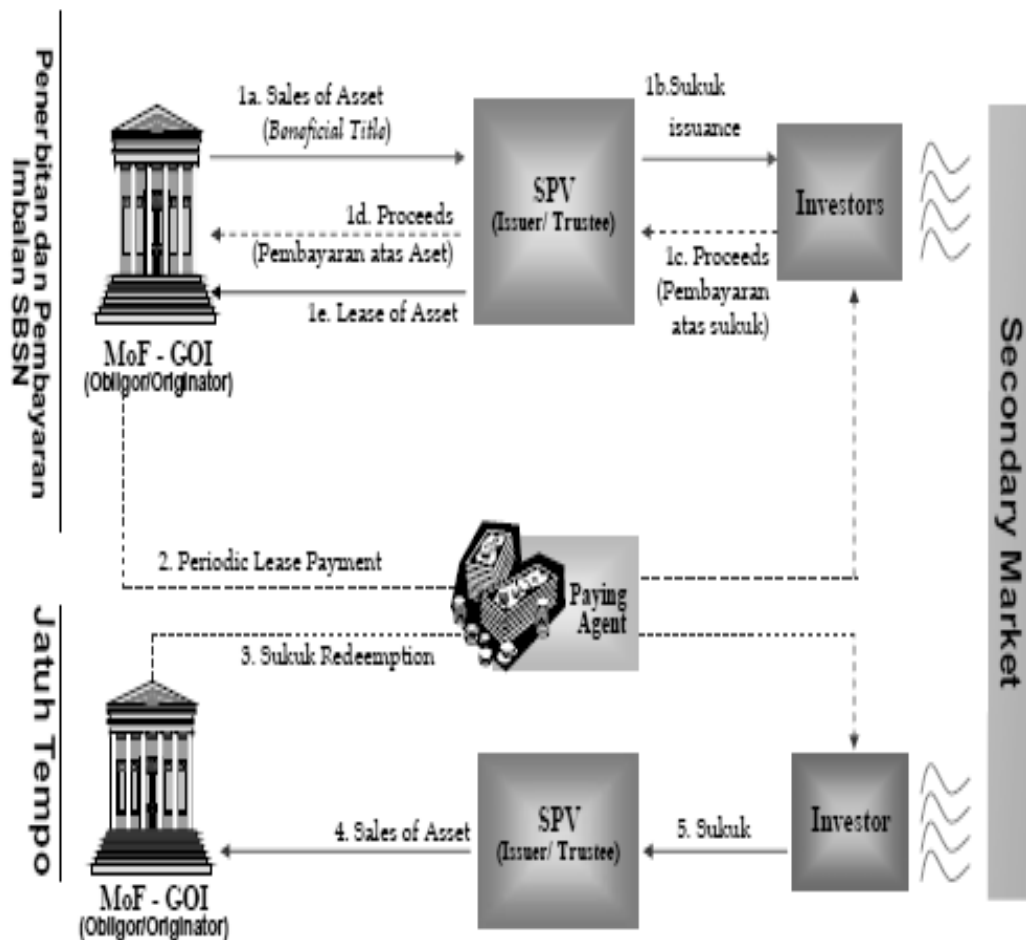 Penerbitan dan Pembayaran
Imbalan SBSN
1a. Sales of Asset
(Beneficial Title)
1b.Sukuk
issuance
SPV
(Issuer/ Trustee)
Investors
1d. Proceeds
(Pembayaran atas Aset)
1c. Proceeds
(Pembayaran
atas sukuk)
1e. Lease of Asset
MoF - GOI
(Obligor/Originator)
Secondary Market
2. Periodic Lease Payment
Paying
Agent
3. Sukuk Redeemption
Jatuh Tempo
SPV
(Issuer/ Trustee)
Investor
4. Sales of Asset
5. Sukuk
MoF - GOI
(Obligor/Originator)